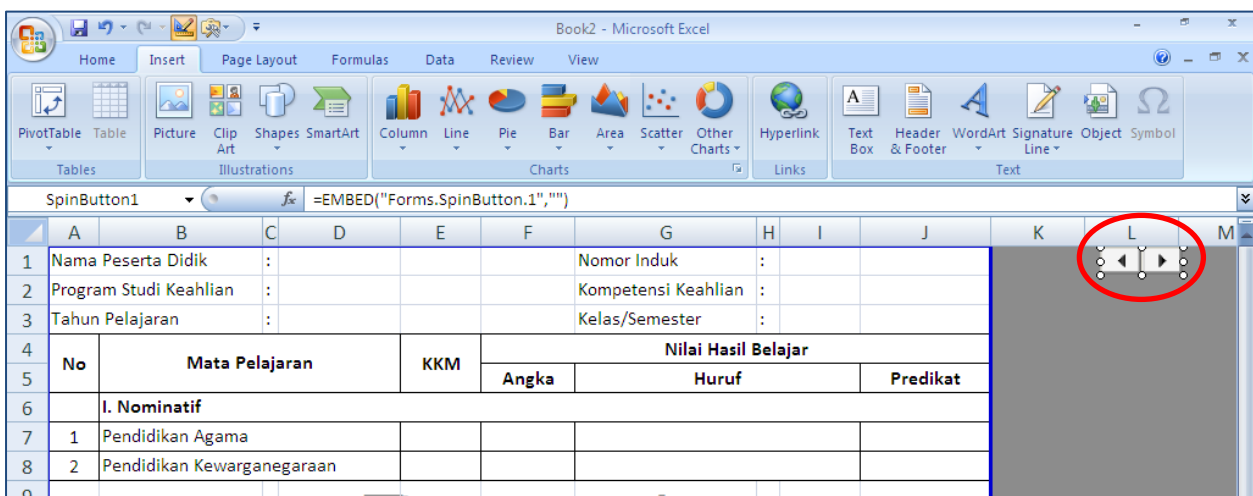 Book2 - Microsoft Excel
Home Insert Page Layout Formulas Data Review View
PivotTable Table Picture Clip Art Shapes SmartArt Column Line Pie Bar Area Scatter Other Charts Hyperlink Text Box Header & Footer WordArt Signature Line Object Symbol
Tables Illustrations Charts Links Text
SpinButton1 fx =EMBED("Forms.SpinButton.1","")
A B C D E F G H I J K L M
1 Nama Peserta Didik : Nomor Induk :
2 Program Studi Keahlian : Kompetensi Keahlian :
3 Tahun Pelajaran : Kelas/Semester :
4 No Mata Pelajaran KKM Nilai Hasil Belajar
5 Angka Huruf Predikat
6 I. Nominatif
7 1 Pendidikan Agama
8 2 Pendidikan Kewarganegaraan
9